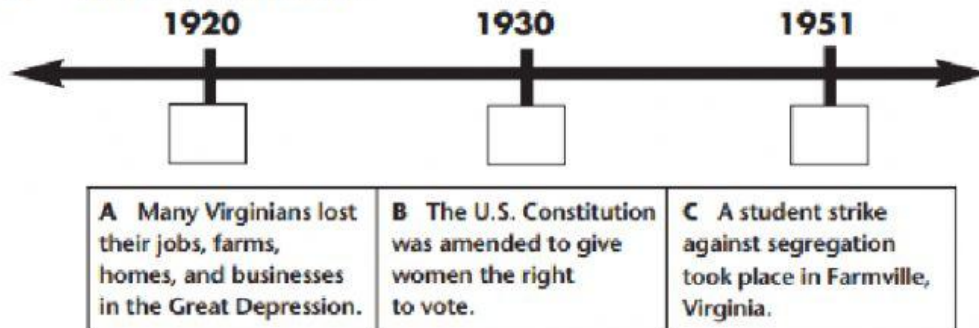 1920 1930 1951
A Many Virginians lost
their jobs, farms,
homes, and businesses
in the Great Depression.
B The U.S. Constitution
was amended to give
women the right
to vote.
C A student strike
against segregation
took place in Farmville,
Virginia.